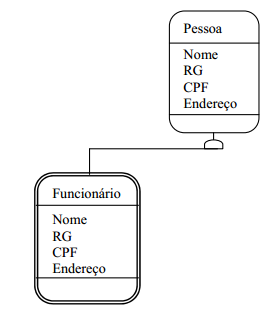 Pessoa
Nome
RG
CPF
Endereço
Funcionário
Nome
RG
CPF
Endereço